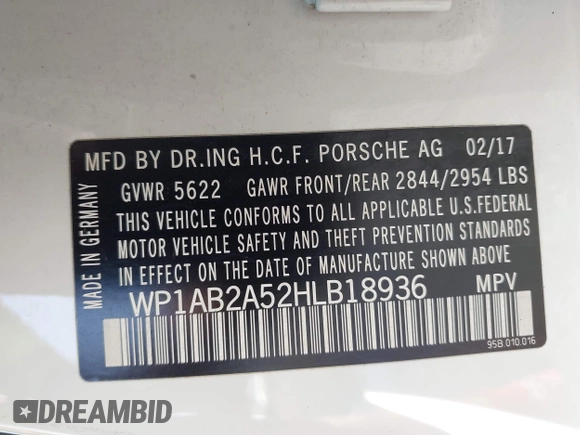 MFD BY DR.ING H.C.F. PORSCHE AG 02/17
GVWR 5622 GAWR FRONT/REAR 2844/2954 LBS
THIS VEHICLE CONFORMS TO ALL APPLICABLE U.S.FEDERAL
MOTOR VEHICLE SAFETY AND THEFT PREVENTION STANDARDS
IN EFFECT ON THE DATE OF MANUFACTURE SHOWN ABOVE.
WP1AB2A52HLB18936 MPV
95B.010.016
MADE IN GERMANY
DREAMBID